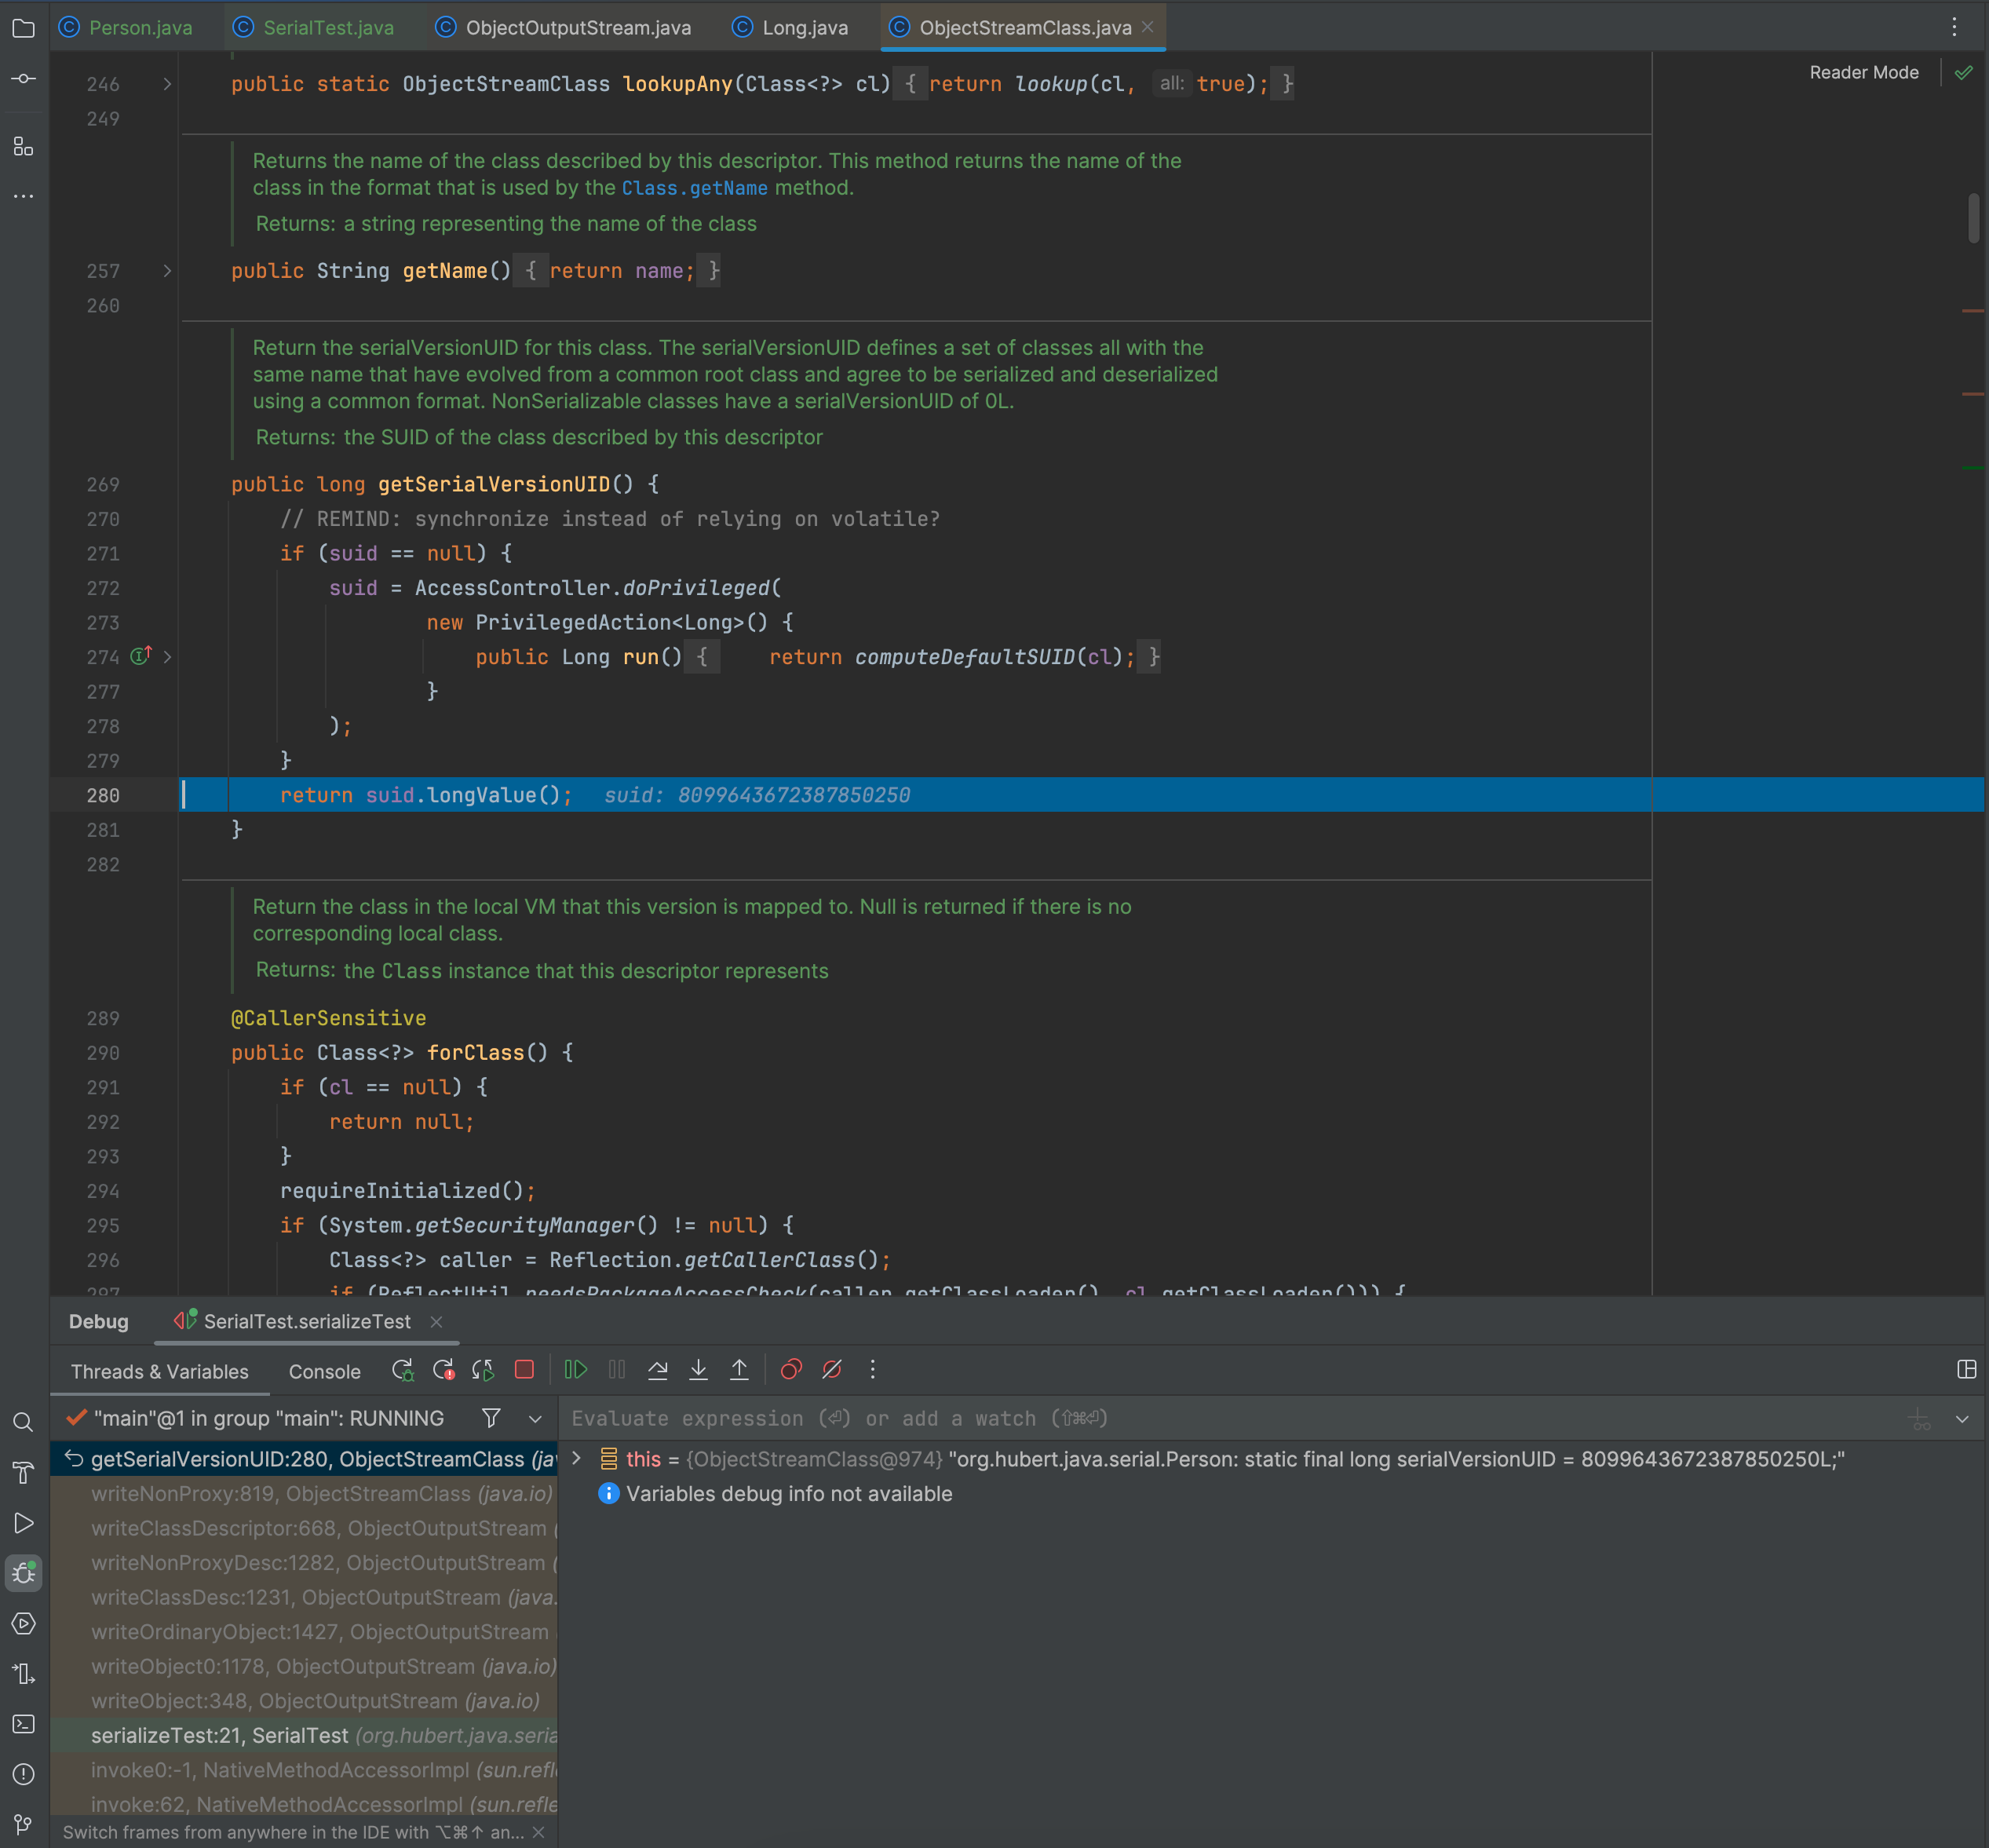 Person.java SerialTest.java ObjectOutputStream.java Long.java ObjectStreamClass.java
Reader Mode
246 public static ObjectStreamClass lookupAny(Class<?> cl) { return lookup(cl, all: true); }
249
Returns the name of the class described by this descriptor. This method returns the name of the
class in the format that is used by the Class.getName method.
Returns: a string representing the name of the class
257 public String getName() { return name; }
260
Return the serialVersionUID for this class. The serialVersionUID defines a set of classes all with the
same name that have evolved from a common root class and agree to be serialized and deserialized
using a common format. NonSerializable classes have a serialVersionUID of 0L.
Returns: the SUID of the class described by this descriptor
269 public long getSerialVersionUID() {
270 // REMIND: synchronize instead of relying on volatile?
271 if (suid == null) {
272 suid = AccessController.doPrivileged(
273 new PrivilegedAction<Long>() {
274 public Long run() { return computeDefaultSUID(cl); }
277 }
278 );
279 }
280 return suid.longValue(); suid: 8099643672387850250
281 }
282
Return the class in the local VM that this version is mapped to. Null is returned if there is no
corresponding local class.
Returns: the Class instance that this descriptor represents
289 @CallerSensitive
290 public Class<?> forClass() {
291 if (cl == null) {
292 return null;
293 }
294 requireInitialized();
295 if (System.getSecurityManager() != null) {
296 Class<?> caller = Reflection.getCallerClass();
297 if (ReflectUtil.needsPackageAccessCheck(caller.getClassLoader(), cl.getClassLoader())) {
Debug SerialTest.serializeTest
Threads & Variables Console
"main"@1 in group "main": RUNNING
Evaluate expression (⏎) or add a watch (⇧⌘⏎)
getSerialVersionUID:280, ObjectStreamClass (jav
this = {ObjectStreamClass@974} "org.hubert.java.serial.Person: static final long serialVersionUID = 8099643672387850250L;"
writeNonProxy:819, ObjectStreamClass (java.io)
Variables debug info not available
writeClassDescriptor:668, ObjectOutputStream (
writeNonProxyDesc:1282, ObjectOutputStream (
writeClassDesc:1231, ObjectOutputStream (java.
writeOrdinaryObject:1427, ObjectOutputStream
writeObject0:1178, ObjectOutputStream (java.io)
writeObject:348, ObjectOutputStream (java.io)
serializeTest:21, SerialTest (org.hubert.java.seria
invoke0:-1, NativeMethodAccessorImpl (sun.refle
invoke:62, NativeMethodAccessorImpl (sun.refle
Switch frames from anywhere in the IDE with ⌥⌘↑ an...